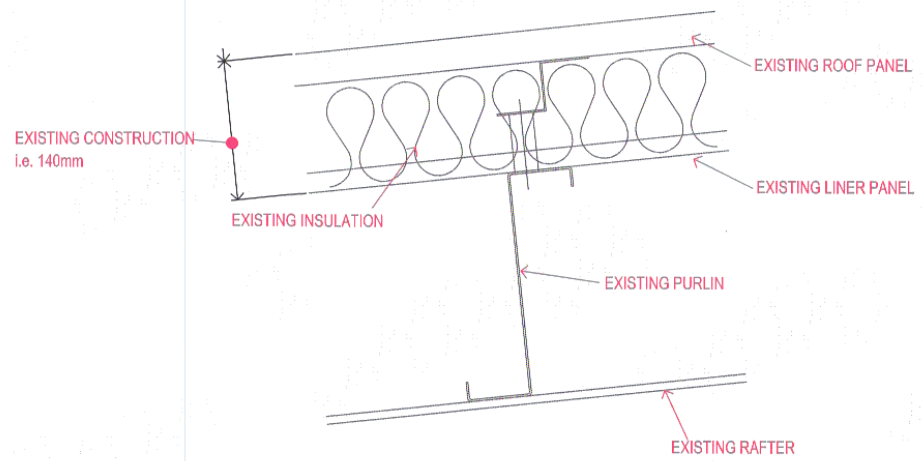 EXISTING ROOF PANEL
EXISTING CONSTRUCTION
i.e. 140mm
EXISTING LINER PANEL
EXISTING INSULATION
EXISTING PURLIN
EXISTING RAFTER